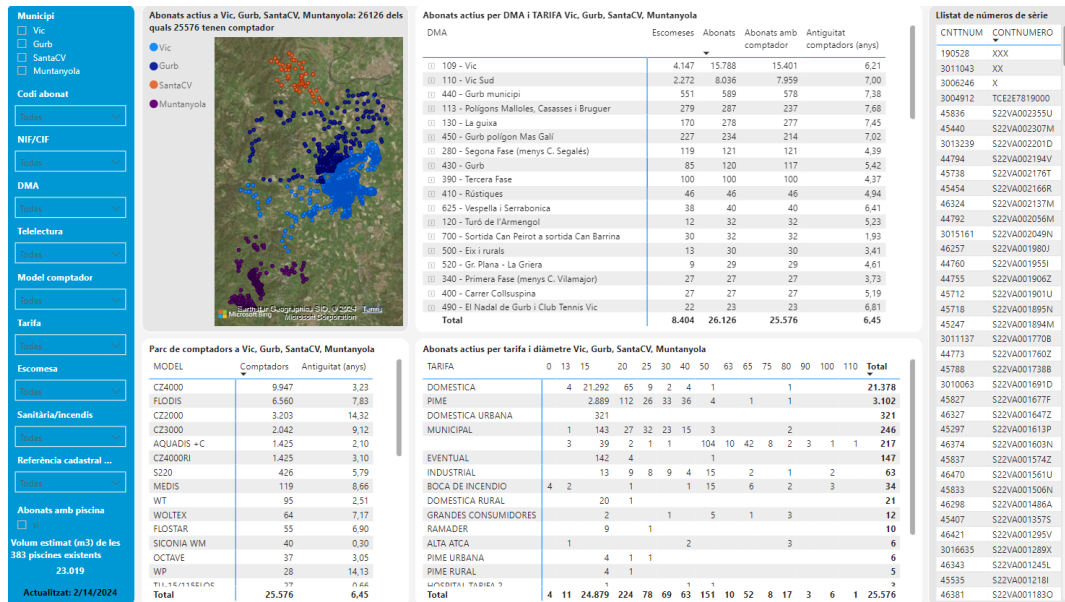 Municipi
Vic
Gurb
SantaCV
Muntanyola
Codi abonat
Todas
NIF/CIF
Todas
DMA
Todas
Telelectura
Todas
Model comptador
Todas
Tarifa
Todas
Escomesa
Todas
Sanitària/incendis
Todas
Referència cadastral ...
Todas
Abonats amb piscina
Volum estimat (m3) de les
383 piscines existents
23.019
Actualitzat: 2/14/2024
Abonats actius a Vic, Gurb, SantaCV, Muntanyola: 26126 dels
quals 25576 tenen comptador
Vic
Gurb
SantaCV
Muntanyola
Earthstar Geographics SIO, © 2024 Terms
Microsoft Bing Microsoft Corporation
Abonats actius per DMA i TARIFA Vic, Gurb, SantaCV, Muntanyola
DMA Escomeses Abonats Abonats amb comptador Antiguitat comptadors (anys)
109 - Vic 4.147 15.788 15.401 6,21
110 - Vic Sud 2.272 8.036 7.959 7,00
440 - Gurb municipi 551 589 578 7,38
113 - Polígons Malloles, Casasses i Bruguer 279 287 237 7,68
130 - La guixa 170 278 277 7,45
450 - Gurb polígon Mas Galí 227 234 214 7,02
280 - Segona Fase (menys C. Segalés) 119 121 121 4,39
430 - Gurb 85 120 117 5,42
390 - Tercera Fase 100 100 100 4,37
410 - Rústiques 46 46 46 4,94
625 - Vespella i Serrabonica 38 40 40 6,41
120 - Turó de l'Armengol 12 32 32 5,23
700 - Sortida Can Peirot a sortida Can Barrina 30 32 32 1,93
500 - Eix i rurals 13 30 30 3,41
520 - Gr. Plana - La Griera 9 29 29 4,61
340 - Primera Fase (menys C. Vilamajor) 27 27 27 3,73
400 - Carrer Collsuspina 27 27 27 5,19
490 - El Nadal de Gurb i Club Tennis Vic 22 23 23 6,81
Total 8.404 26.126 25.576 6,45
Parc de comptadors a Vic, Gurb, SantaCV, Muntanyola
MODEL Comptadors Antiguitat (anys)
CZ4000 9.947 3,23
FLODIS 6.560 7,83
CZ2000 3.203 14,32
CZ3000 2.042 9,12
AQUADIS +C 1.425 2,10
CZ4000RI 1.425 3,10
S220 426 5,79
MEDIS 119 8,66
WT 95 2,51
WOLTEX 64 7,17
FLOSTAR 55 6,90
SICONIA WM 40 0,30
OCTAVE 37 3,05
WP 28 14,13
TU-15/115FLOS 27 0,66
Total 25.576 6,45
Abonats actius per tarifa i diàmetre Vic, Gurb, SantaCV, Muntanyola
TARIFA 0 13 15 20 25 30 40 50 63 65 75 80 90 100 110 Total
DOMESTICA 4 21.292 65 9 2 4 1 1 21.378
PIME 2.889 112 26 33 36 4 1 1 3.102
DOMESTICA URBANA 321 321
MUNICIPAL 1 143 27 32 23 15 3 2 246
3 39 2 1 1 104 10 42 8 2 3 1 1 217
EVENTUAL 142 4 1 147
INDUSTRIAL 13 9 8 9 4 15 2 1 2 63
BOCA DE INCENDIO 4 2 1 1 15 6 2 3 34
DOMESTICA RURAL 20 1 21
GRANDES CONSUMIDORES 2 1 5 1 3 12
RAMADER 9 1 10
ALTA ATCA 1 2 3 6
PIME URBANA 4 1 1 6
PIME RURAL 4 1 5
HOSPITAL TARIFA 2 1 1 1 3
Total 4 11 24.879 224 78 69 63 151 10 52 8 17 3 6 1 25.576
Llistat de números de sèrie
CNTTNUM CONTNUMERO
190528 XXX
3011043 XX
3006246 X
3004912 TCE2E7819000
45836 S22VA002355U
45440 S22VA002307M
3013239 S22VA002201D
44794 S22VA002194V
45738 S22VA002176T
45454 S22VA002166R
46324 S22VA002137M
44792 S22VA002056M
3015161 S22VA002049N
46257 S22VA001980J
44760 S22VA001955I
44755 S22VA001906Z
45712 S22VA001901U
45718 S22VA001895N
45247 S22VA001894M
3011137 S22VA001770B
44773 S22VA001760Z
45788 S22VA001738B
3010063 S22VA001691D
45827 S22VA001677F
46327 S22VA001647Z
45297 S22VA001613P
46374 S22VA001603N
45837 S22VA001574Z
46470 S22VA001561U
45833 S22VA001506N
46298 S22VA001486A
45407 S22VA001357S
46421 S22VA001295V
3016635 S22VA001289X
46343 S22VA001245L
45535 S22VA001218I
46381 S22VA001183O